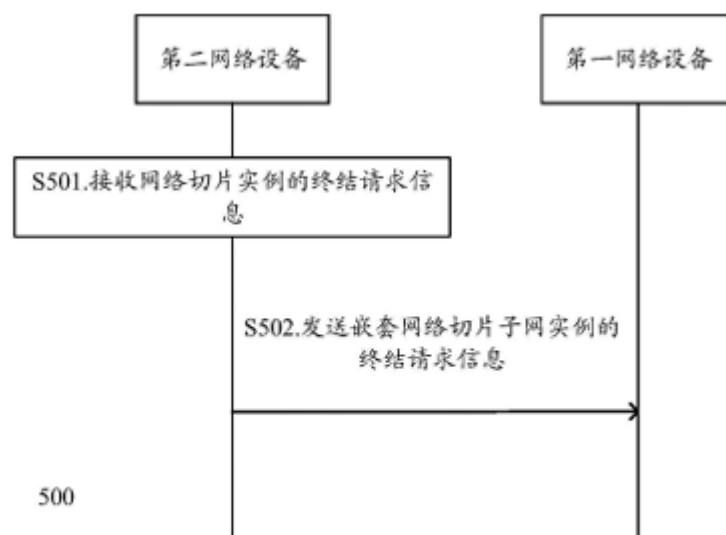 第二网络设备
第一网络设备
S501.接收网络切片实例的终结请求信
息
S502.发送嵌套网络切片子网实例的
终结请求信息
500